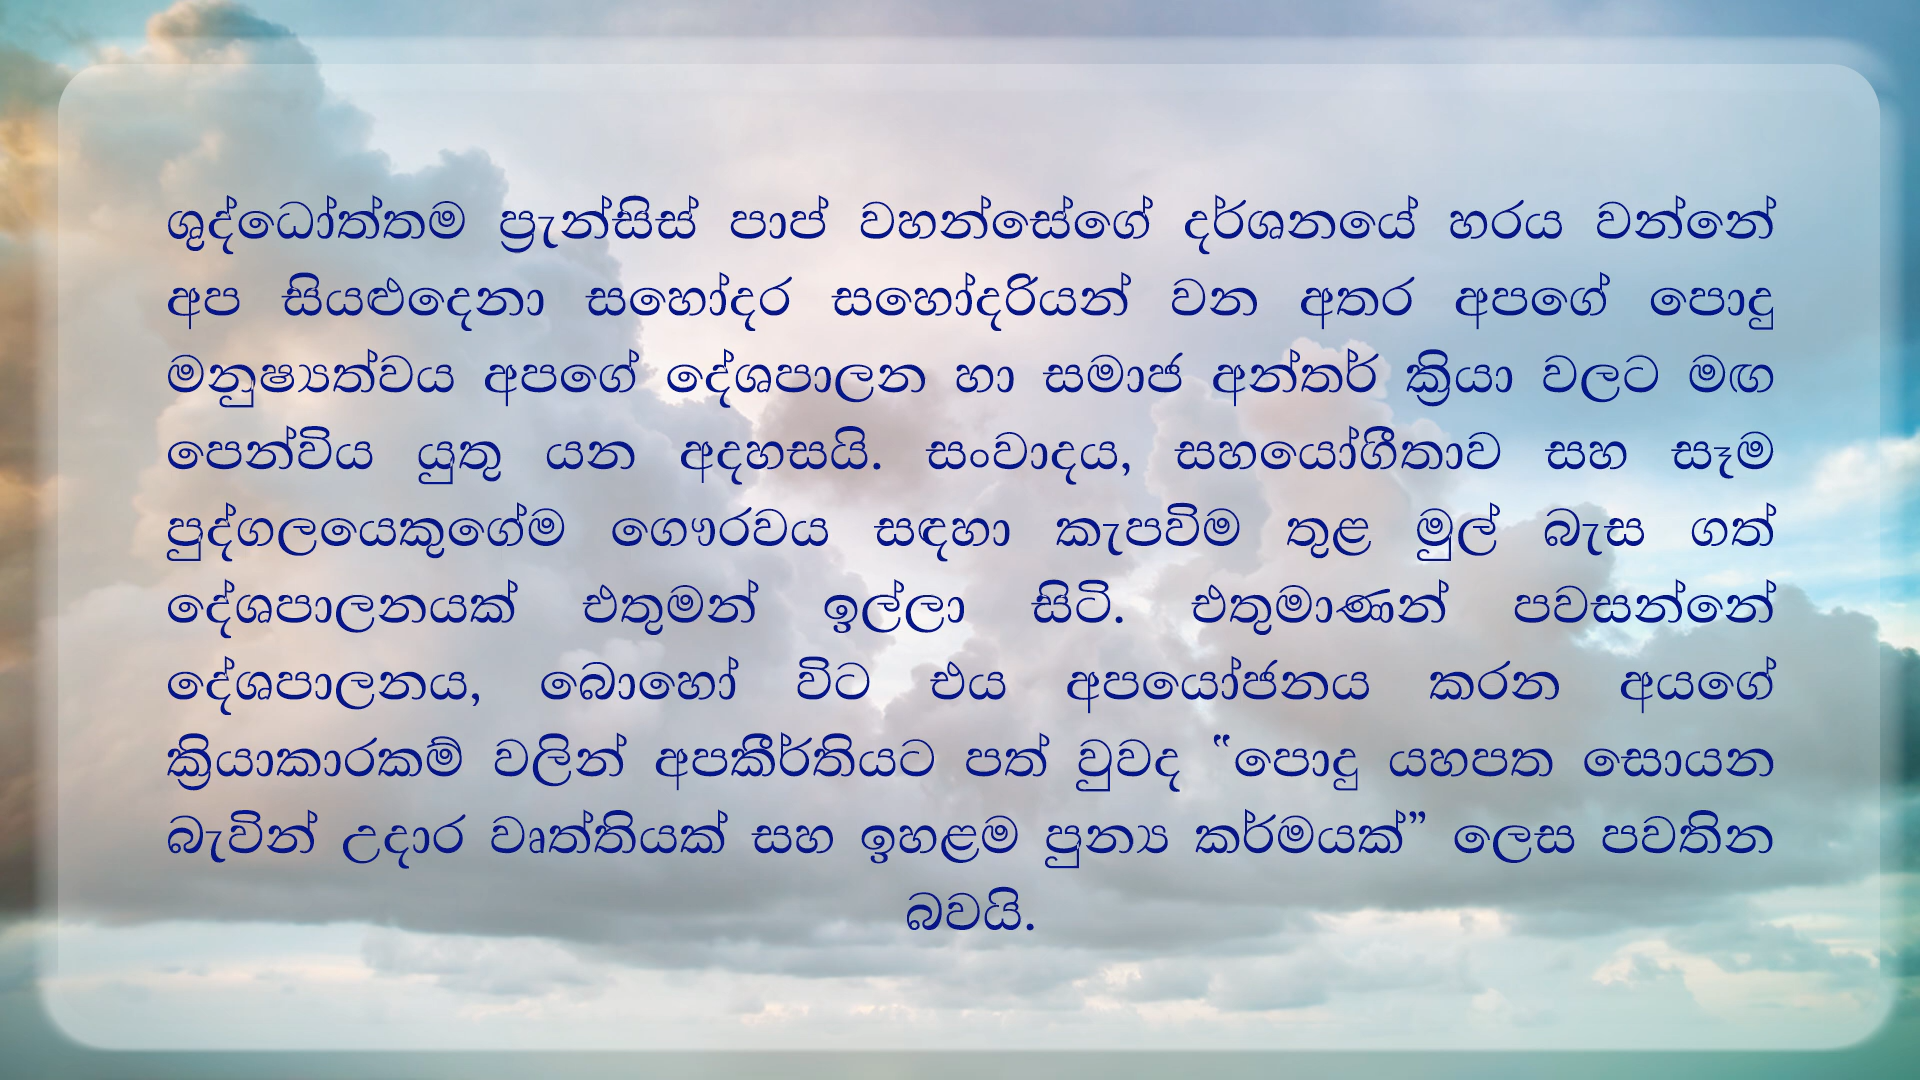 ශුද්ධෝත්තම ප්‍රැන්සිස් පාප් වහන්සේගේ දර්ශනයේ හරය වන්නේ
අප සියළුදෙනා සහෝදර සහෝදරියන් වන අතර අපගේ පොදු
මනුෂ්‍යත්වය අපගේ දේශපාලන හා සමාජ අන්තර් ක්‍රියා වලට මඟ
පෙන්විය යුතු යන අදහසයි. සංවාදය, සහයෝගීතාව සහ සෑම
පුද්ගලයෙකුගේම ගෞරවය සඳහා කැපවිම තුළ මුල් බැස ගත්
දේශපාලනයක් එතුමන් ඉල්ලා සිටි. එතුමාණන් පවසන්නේ
දේශපාලනය, බොහෝ විට එය අපයෝජනය කරන අයගේ
ක්‍රියාකාරකම් වලින් අපකීර්තියට පත් වුවද “පොදු යහපත සොයන
බැවින් උදාර වෘත්තියක් සහ ඉහළම පුන්‍ය කර්මයක්” ලෙස පවතින
බවයි.